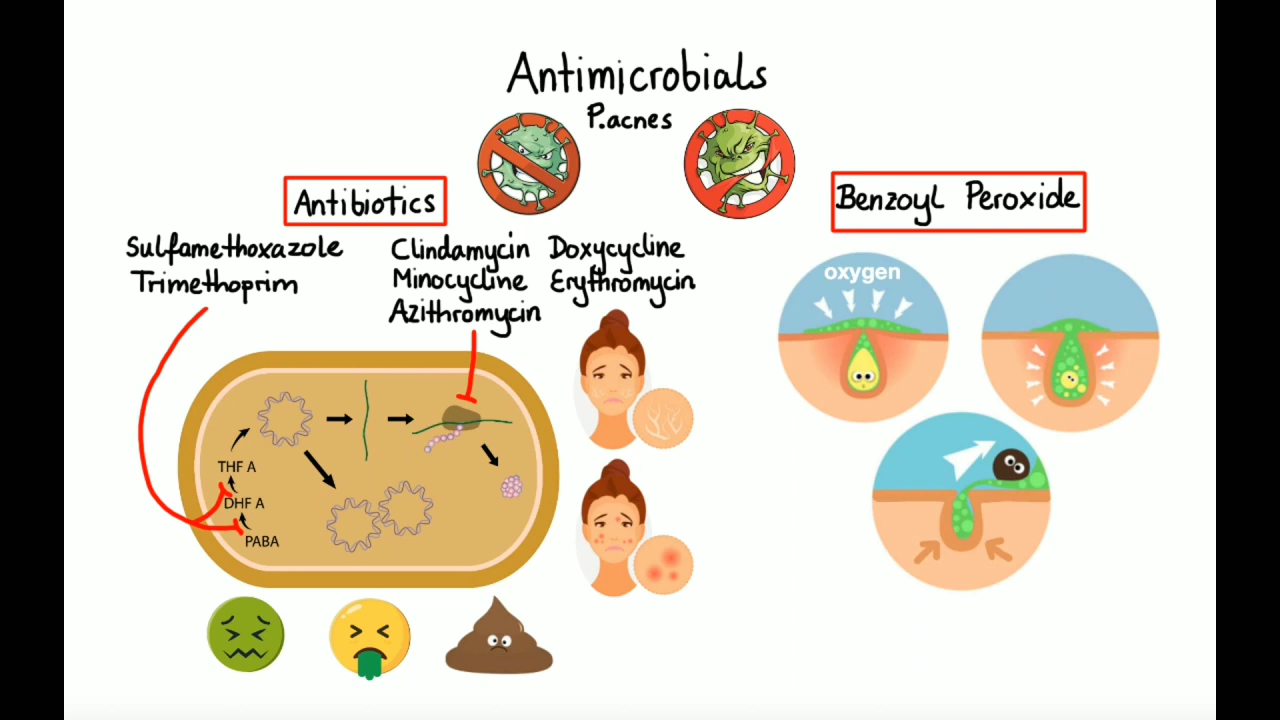 Antimicrobials
P.acnes
Antibiotics
Sulfamethoxazole
Trimethoprim
Clindamycin Doxycycline
Minocycline Erythromycin
Azithromycin
THF A
DHF A
PABA
Benzoyl Peroxide
oxygen